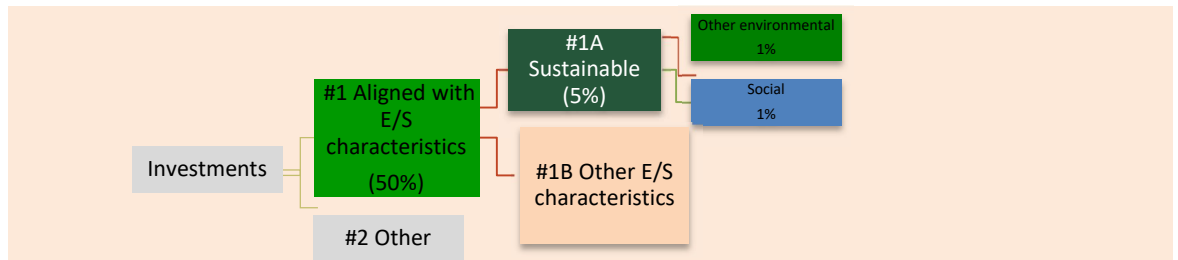 Investments
#1 Aligned with
E/S
characteristics
(50%)
#2 Other
#1A
Sustainable
(5%)
#1B Other E/S
characteristics
Other environmental
1%
Social
1%